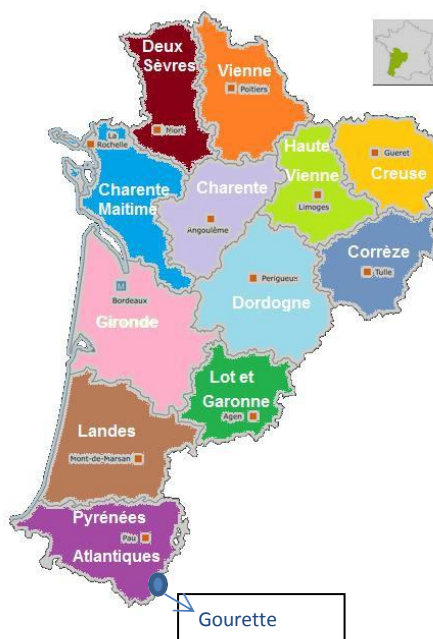 Deux
Sèvres
Vienne
Poitiers
Niort
La
Rochelle
Haute
Vienne
Gueret
Creuse
Charente
Maitime
Charente
Limoges
Angoulême
Corrèze
Tulle
Perigueux
Dordogne
Bordeaux
Gironde
Lot et
Garonne
Agen
Landes
Mont-de-Marsan
Pyrénées
Pau
Atlantiques
Gourette